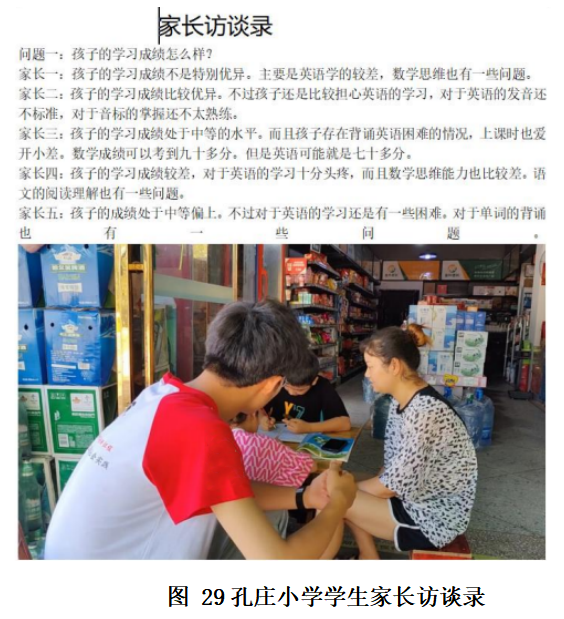 家长访谈录
问题一：孩子的学习成绩怎么样？
家长一：孩子的学习成绩不是特别优异。主要是英语学的较差，数学思维也有一些问题。
家长二：孩子的学习成绩比较优异。不过孩子还是比较担心英语的学习，对于英语的发音还
不标准，对于音标的掌握还不太熟练。
家长三：孩子的学习成绩处于中等的水平。而且孩子存在背诵英语困难的情况，上课时也爱
开小差。数学成绩可以考到九十多分。但是英语可能就是七十多分。
家长四：孩子的学习成绩较差，对于英语的学习十分头疼，而且数学思维能力也比较差。语
文的阅读理解也有一些问题。
家长五：孩子的成绩处于中等偏上。不过对于英语的学习还是有一些困难。对于单词的背诵
也有一些问题。
图 29孔庄小学学生家长访谈录